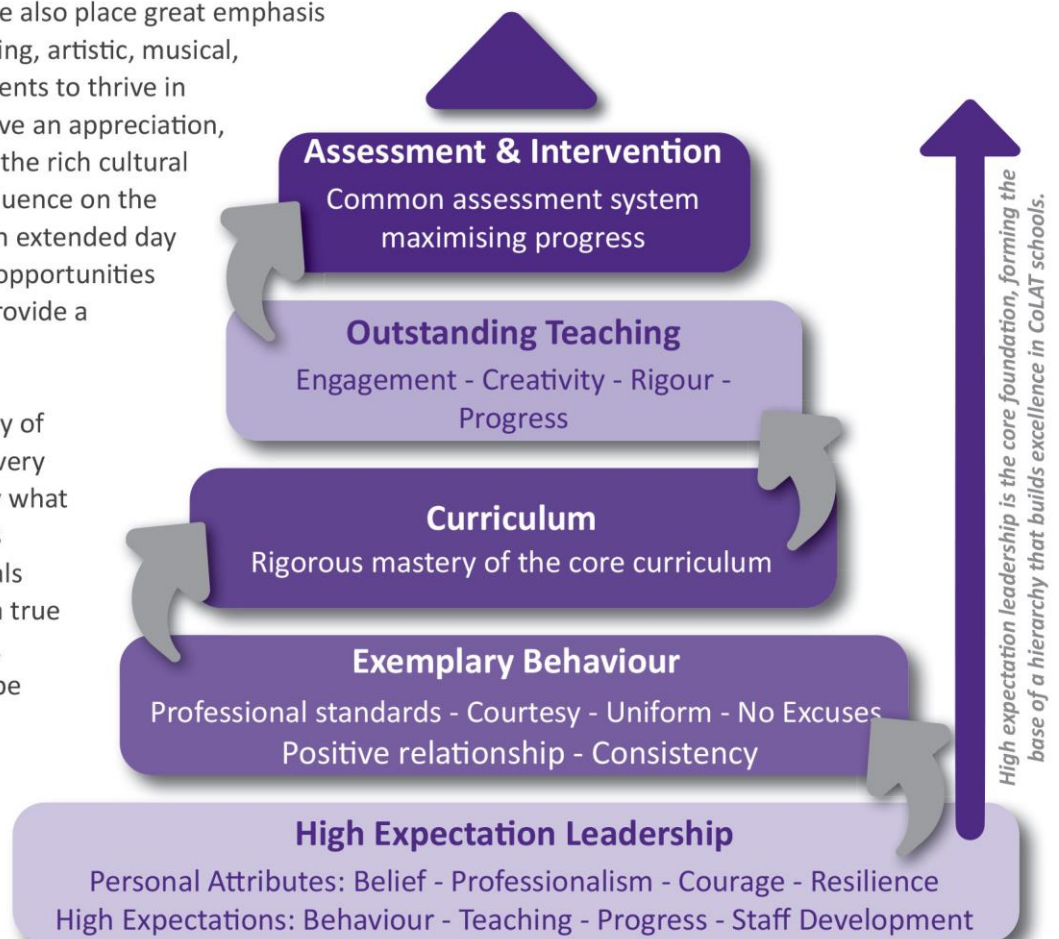 e also place great emphasis
ing, artistic, musical,
ents to thrive in
ve an appreciation,
the rich cultural
uence on the
n extended day
opportunities
rovide a
y of
very
what
als
true
be
Assessment & Intervention
Common assessment system
maximising progress
Outstanding Teaching
Engagement - Creativity - Rigour -
Progress
Curriculum
Rigorous mastery of the core curriculum
Exemplary Behaviour
Professional standards - Courtesy - Uniform - No Excuses
Positive relationship - Consistency
High Expectation Leadership
Personal Attributes: Belief - Professionalism - Courage - Resilience
High Expectations: Behaviour - Teaching - Progress - Staff Development
High expectation leadership is the core foundation, forming the
base of a hierarchy that builds excellence in CoLAT schools.